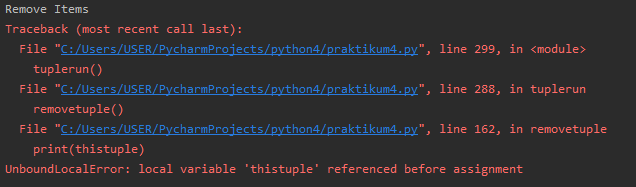 Remove Items
Traceback (most recent call last):
  File "C:/Users/USER/PycharmProjects/python4/praktikum4.py", line 299, in <module>
    tuplerun()
  File "C:/Users/USER/PycharmProjects/python4/praktikum4.py", line 288, in tuplerun
    removetuple()
  File "C:/Users/USER/PycharmProjects/python4/praktikum4.py", line 162, in removetuple
    print(thistuple)
UnboundLocalError: local variable 'thistuple' referenced before assignment